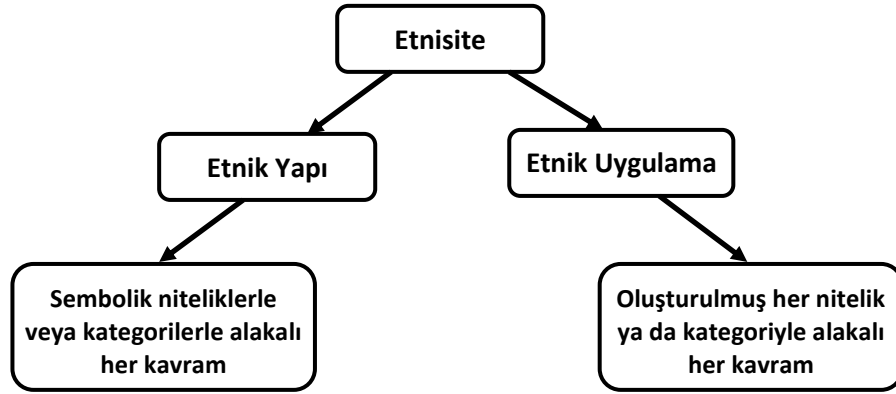 Etnisite
Etnik Yapı
Etnik Uygulama
Sembolik niteliklerle
veya kategorilerle alakalı
her kavram
Oluşturulmuş her nitelik
ya da kategoriyle alakalı
her kavram